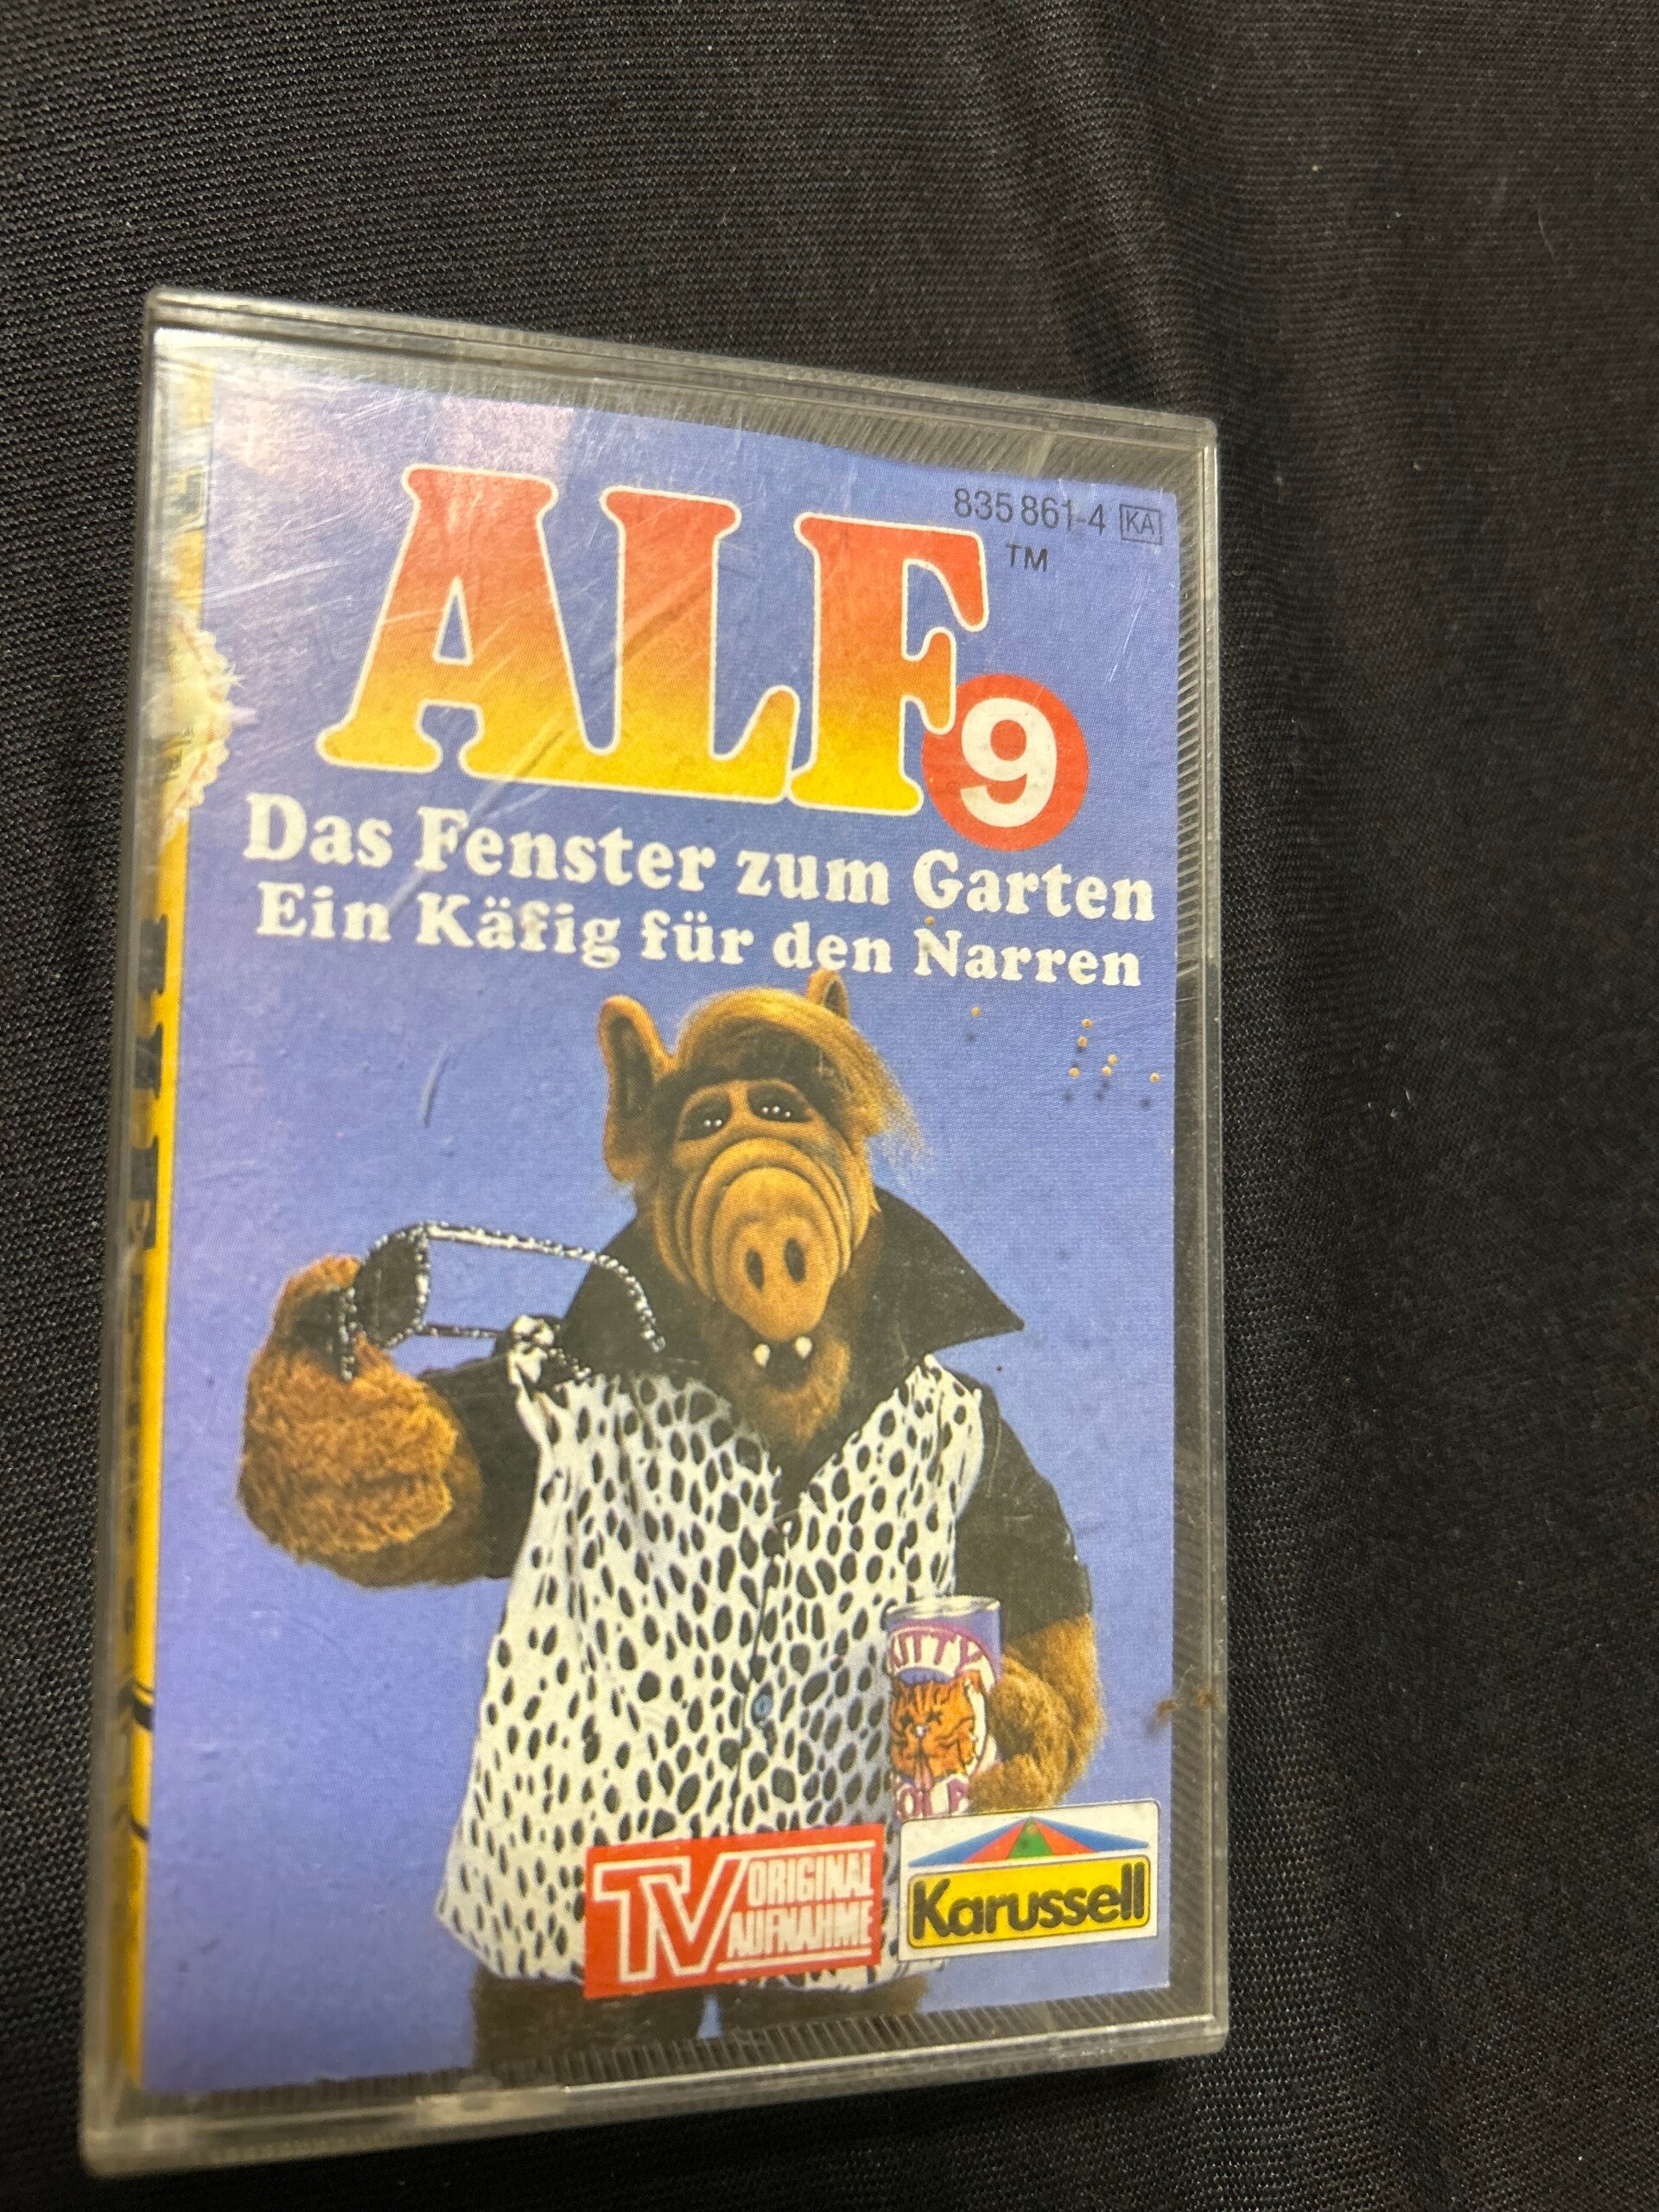 835 861-4 KA
ALF
TM
9
Das Fenster zum Garten
Ein Käfig für den Narren
KITTY
TV ORIGINAL
AUFNAHME
Karussell